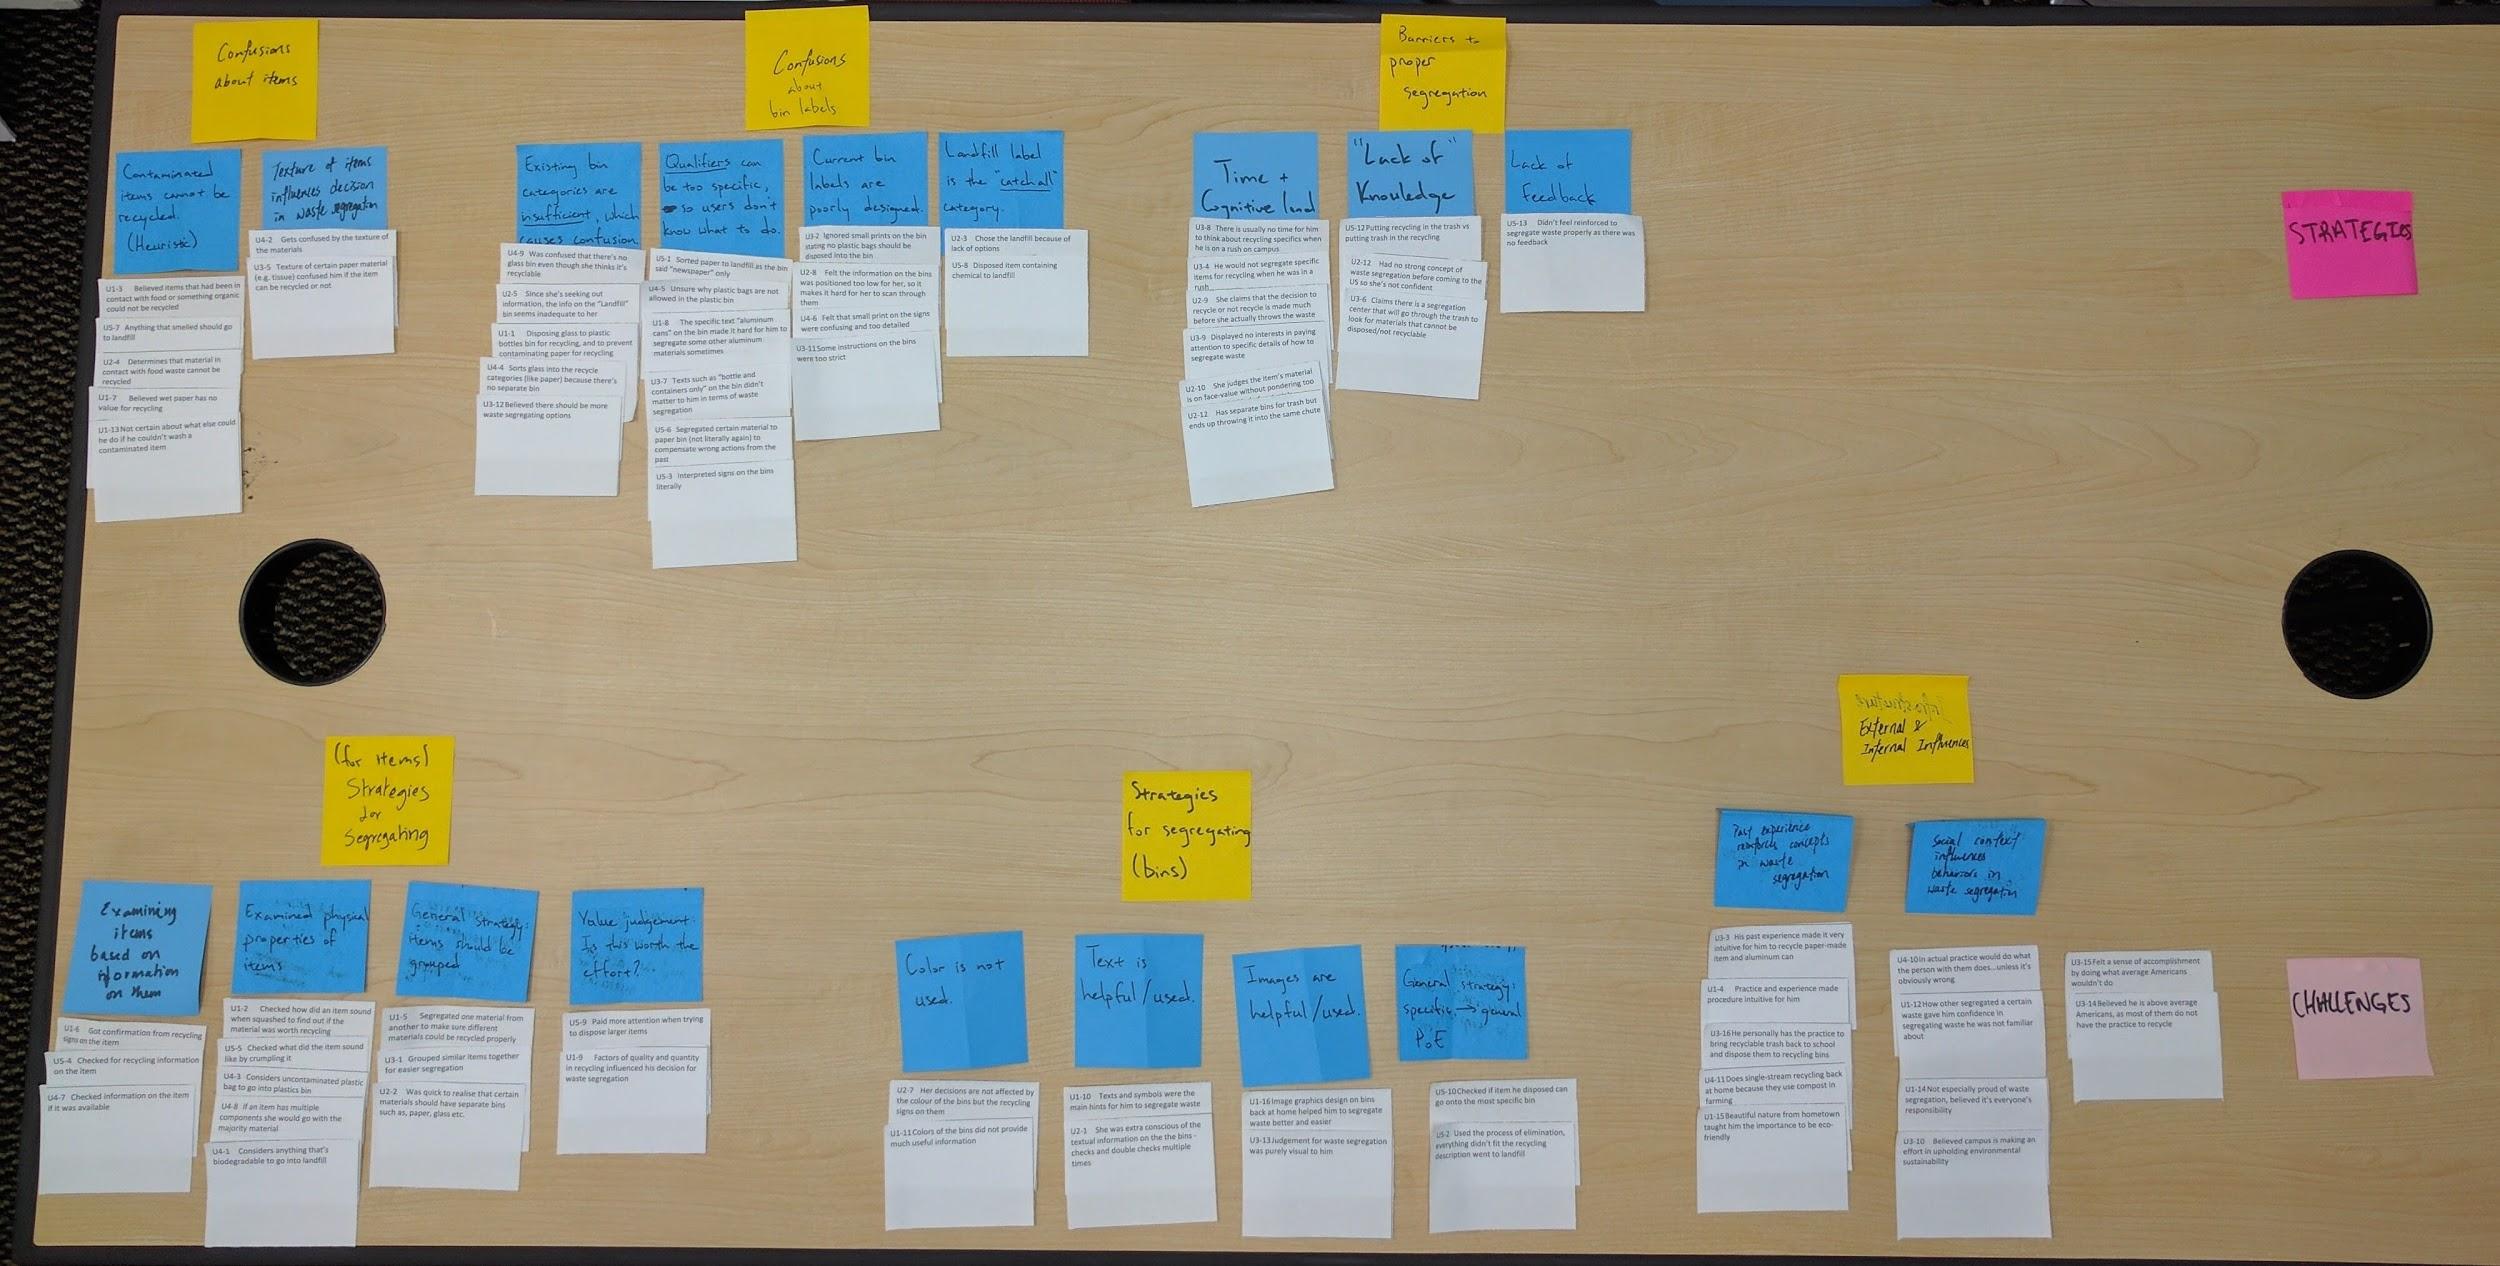 Confusions
about items
Contaminated
items cannot be
recycled.
(Heuristic)
U1-3 Believed items that had been in
contact with food or something organic
could not be recycled
U5-7 Anything that smelled should go
to landfill
U2-4 Determines that material in
contact with food waste cannot be
recycled
U1-7 Believed wet paper has no
value for recycling
U1-13 Not certain about what else could
he do if he couldn't wash a
contaminated item
Texture of items
influences decision
in waste segregation
U4-2 Gets confused by the texture of
the materials
U3-5 Texture of certain paper material
(e.g. tissue) confused him if the item
can be recycled or not
Confusions
about
bin labels
Existing bin
categories are
insufficient, which
causes confusion
U4-9 Was confused that there's no
glass bin even though she thinks it's
recyclable
U2-5 Since she's seeking out
information, the info on the "Landfill"
bin seems inadequate to her
U1-1 Disposing glass to plastic
bottles bin for recycling, and to prevent
contaminating paper for recycling
U4-4 Sorts glass into the recycle
categories (like paper) because there's
no separate bin
U3-12 Believed there should be more
waste segregating options
Qualifiers can
be too specific,
so users don't
know what to do.
U5-1 Sorted paper to landfill as the bin
said "newspaper" only
U4-5 Unsure why plastic bags are not
allowed in the plastic bin
U1-8 The specific text "aluminum
cans" on the bin made it hard for him to
segregate some other aluminum
materials sometimes
U3-7 Texts such as "bottle and
containers only" on the bin didn't
matter to him in terms of waste
segregation
U5-6 Segregated certain material to
paper bin (not literally again) to
compensate wrong actions from the
past
U5-3 Interpreted signs on the bins
literally
Current bin
labels are
poorly designed.
U3-2 Ignored small prints on the bin
stating no plastic bags should be
disposed into the bin
U2-8 Felt the information on the bins
was positioned too low for her, so it
makes it hard for her to scan through
them
U4-6 Felt that small print on the signs
were confusing and too detailed
U3-11 Some instructions on the bins
were too strict
Landfill label
is the "catch all"
category.
U2-3 Chose the landfill because of
lack of options
U5-8 Disposed item containing
chemical to landfill
Barriers to
proper
segregation
Time +
Cognitive load
U3-8 There is usually no time for him
to think about recycling specifics when
he is on a rush on campus
U3-4 He would not segregate specific
items for recycling when he was in a
rush
U2-9 She claims that the decision to
recycle or not recycle is made much
before she actually throws the waste
U3-9 Displayed no interests in paying
attention to specific details of how to
segregate waste
U2-10 She judges the item's material
is on face-value without pondering too
U2-12 Has separate bins for trash but
ends up throwing it into the same chute
"Lack of"
Knowledge
U5-12 Putting recycling in the trash vs
putting trash in the recycling
U2-12 Had no strong concept of
waste segregation before coming to the
US so she's not confident
U3-6 Claims there is a segregation
center that will go through the trash to
look for materials that cannot be
disposed/not recyclable
Lack of
Feedback
U5-13 Didn't feel reinforced to
segregate waste properly as there was
no feedback
STRATEGIES
(for items)
Strategies
for
Segregating
Examining
items
based on
information
on them
U1-6 Got confirmation from recycling
signs on the item
U5-4 Checked for recycling information
on the item
U4-7 Checked information on the item
if it was available
Examined physical
properties of
items
U1-2 Checked how did an item sound
when squashed to find out if the
material was worth recycling
U5-5 Checked what did the item sound
like by crumpling it
U4-3 Considers uncontaminated plastic
bag to go into plastics bin
U4-8 If an item has multiple
components she would go with the
majority material
U4-1 Considers anything that's
biodegradable to go into landfill
General strategy:
items should be
grouped
U1-5 Segregated one material from
another to make sure different
materials could be recycled properly
U3-1 Grouped similar items together
for easier segregation
U2-2 Was quick to realise that certain
materials should have separate bins
such as, paper, glass etc.
Value judgement:
Is this worth the
effort?
U5-9 Paid more attention when trying
to dispose larger items
U1-9 Factors of quality and quantity
in recycling influenced his decision for
waste segregation
Strategies
for segregating
(bins)
Color is not
used.
U2-7 Her decisions are not affected by
the colour of the bins but the recycling
signs on them
U1-11 Colors of the bins did not provide
much useful information
Text is
helpful/used.
U1-10 Texts and symbols were the
main hints for him to segregate waste
U2-1 She was extra conscious of the
textual information on the the bins -
checks and double checks multiple
times
Images are
helpful/used.
U1-16 Image graphics design on bins
back at home helped him to segregate
waste better and easier
U3-13 Judgement for waste segregation
was purely visual to him
General strategy:
specific → general
PoE
U5-10 Checked if item he disposed can
go onto the most specific bin
U5-2 Used the process of elimination,
everything didn't fit the recycling
description went to landfill
External &
Internal Influences
Past experience
reinforces concepts
in waste
segregation
U3-3 His past experience made it very
intuitive for him to recycle paper-made
item and aluminum can
U1-4 Practice and experience made
procedure intuitive for him
U3-16 He personally has the practice to
bring recyclable trash back to school
and dispose them to recycling bins
U4-11 Does single-stream recycling back
at home because they use compost in
farming
U1-15 Beautiful nature from hometown
taught him the importance to be eco-
friendly
Social context
influences
behaviors in
waste segregation
U4-10 In actual practice would do what
the person with them does...unless it's
obviously wrong
U1-12 How other segregated a certain
waste gave him confidence in
segregating waste he was not familiar
about
U1-14 Not especially proud of waste
segregation, believed it's everyone's
responsibility
U3-10 Believed campus is making an
effort in upholding environmental
sustainability
U3-15 Felt a sense of accomplishment
by doing what average Americans
wouldn't do
U3-14 Believed he is above average
Americans, as most of them do not
have the practice to recycle
CHALLENGES